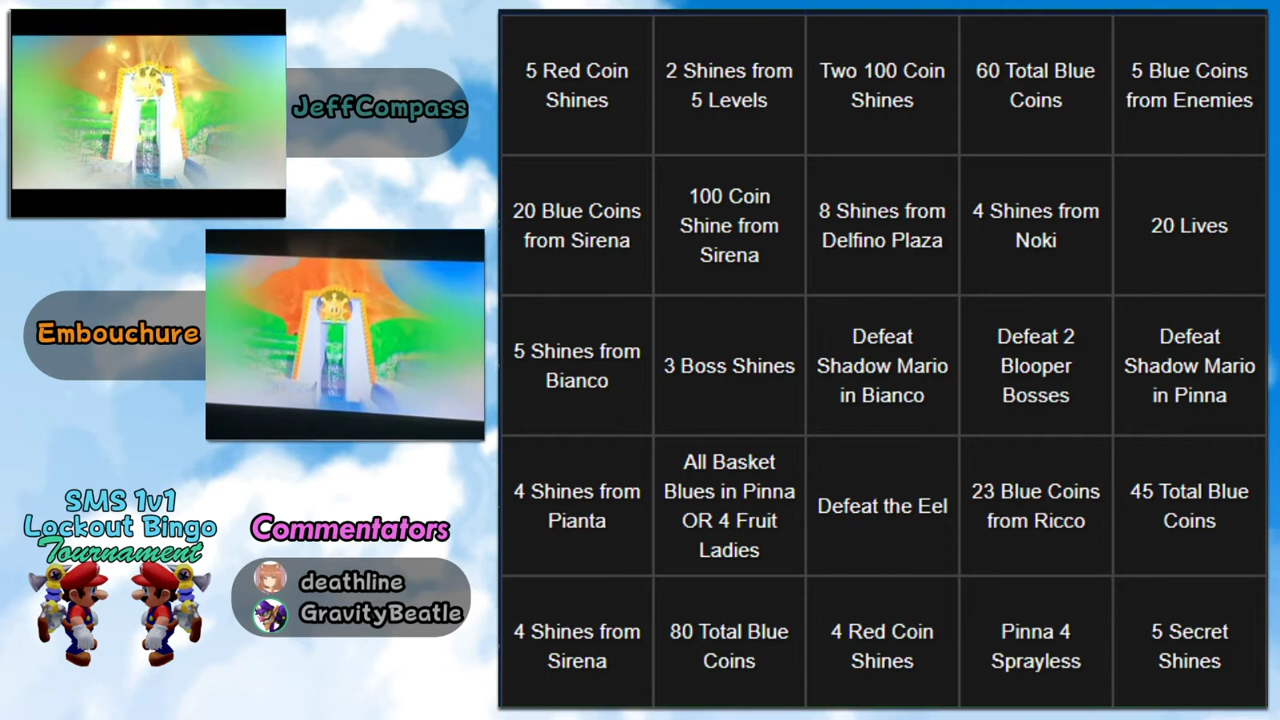 JeffCompass
Embouchure
SMS 1v1
Lockout Bingo
Tournament
Commentators
deathline
GravityBeatle
5 Red Coin
Shines
2 Shines from
5 Levels
Two 100 Coin
Shines
60 Total Blue
Coins
5 Blue Coins
from Enemies
20 Blue Coins
from Sirena
100 Coin
Shine from
Sirena
8 Shines from
Delfino Plaza
4 Shines from
Noki
20 Lives
5 Shines from
Bianco
3 Boss Shines
Defeat
Shadow Mario
in Bianco
Defeat 2
Blooper
Bosses
Defeat
Shadow Mario
in Pinna
4 Shines from
Pianta
All Basket
Blues in Pinna
OR 4 Fruit
Ladies
Defeat the Eel
23 Blue Coins
from Ricco
45 Total Blue
Coins
4 Shines from
Sirena
80 Total Blue
Coins
4 Red Coin
Shines
Pinna 4
Sprayless
5 Secret
Shines